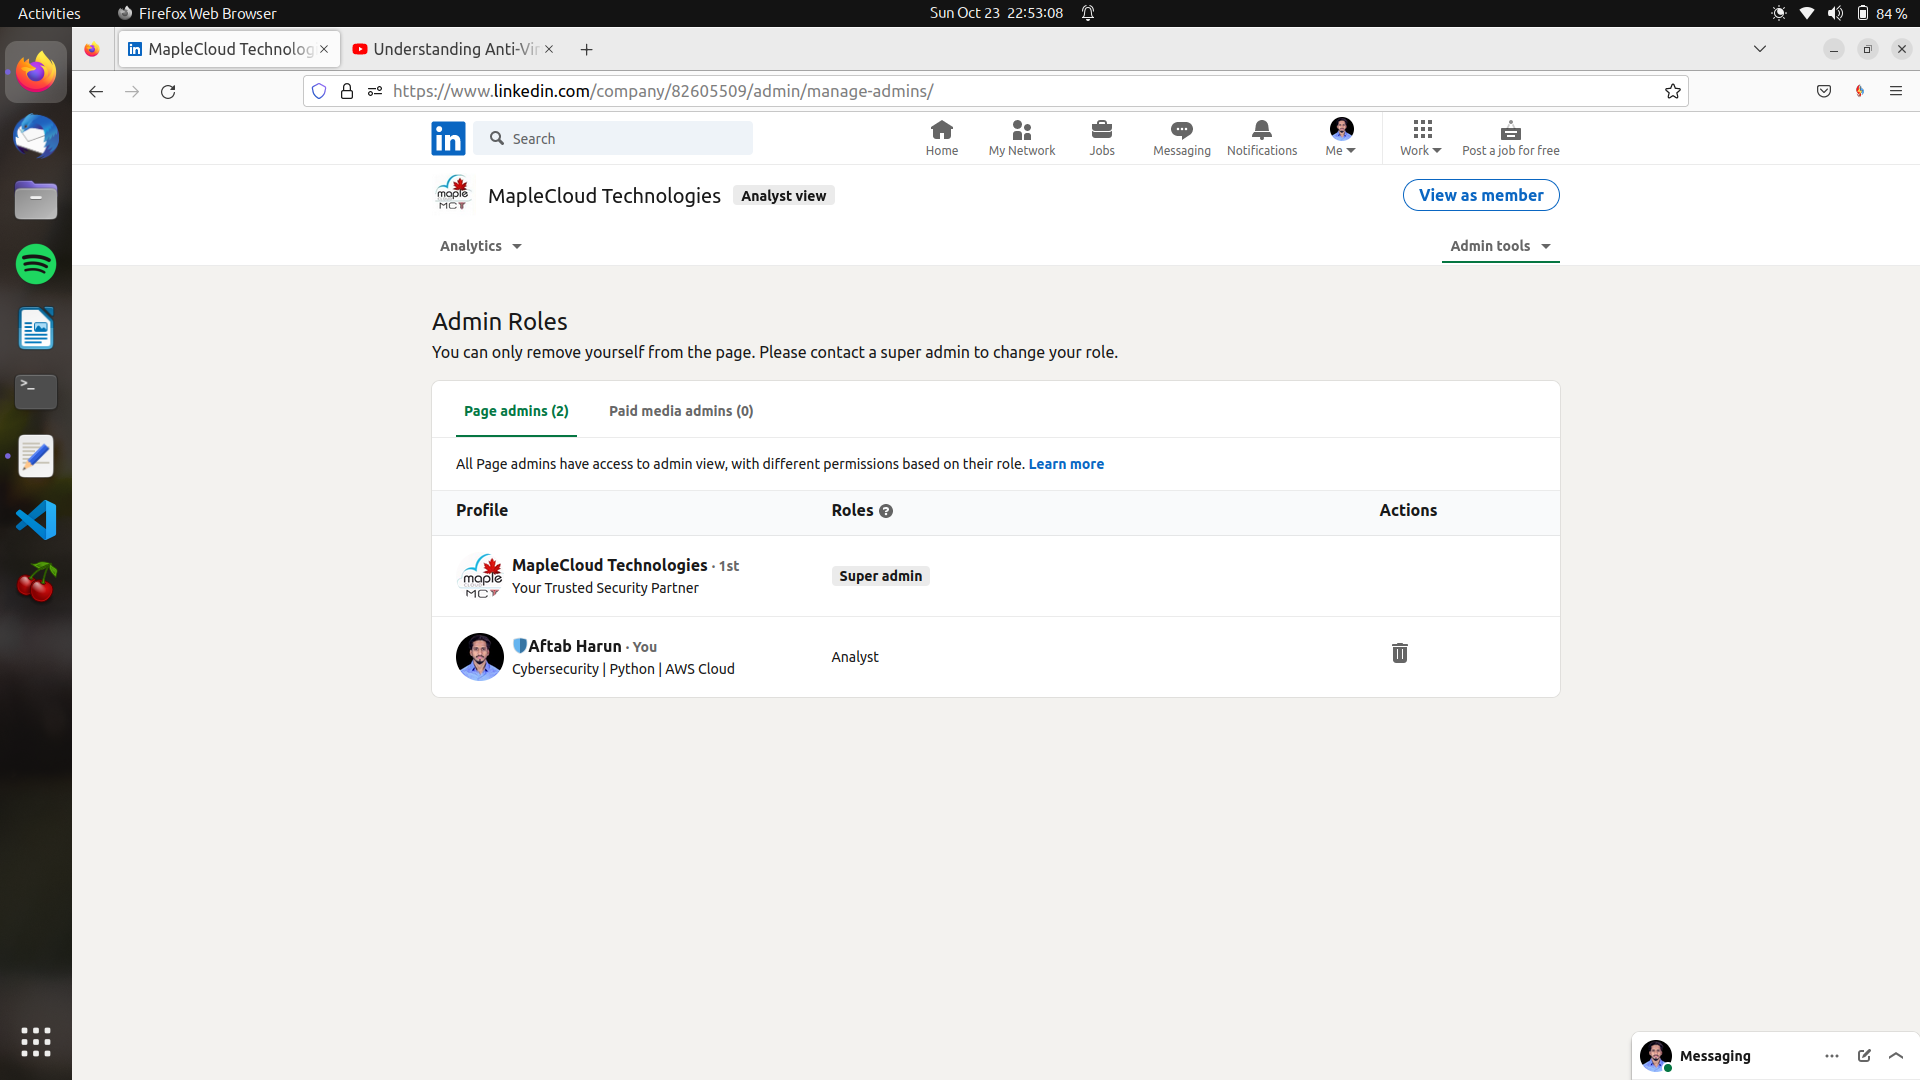 Activities
Firefox Web Browser
Sun Oct 23 22:53:08
84 %
MapleCloud Technolog
Understanding Anti-Vir
https://www.linkedin.com/company/82605509/admin/manage-admins/
in
Search
Home
My Network
Jobs
Messaging
Notifications
Me
Work
Post a job for free
maple
MCT
MapleCloud Technologies
Analyst view
View as member
Analytics
Admin tools
Admin Roles
You can only remove yourself from the page. Please contact a super admin to change your role.
Page admins (2)
Paid media admins (0)
All Page admins have access to admin view, with different permissions based on their role. Learn more
Profile
Roles ?
Actions
maple
CLOUD
MCT
MapleCloud Technologies · 1st
Your Trusted Security Partner
Super admin
Aftab Harun · You
Cybersecurity | Python | AWS Cloud
Analyst
Messaging